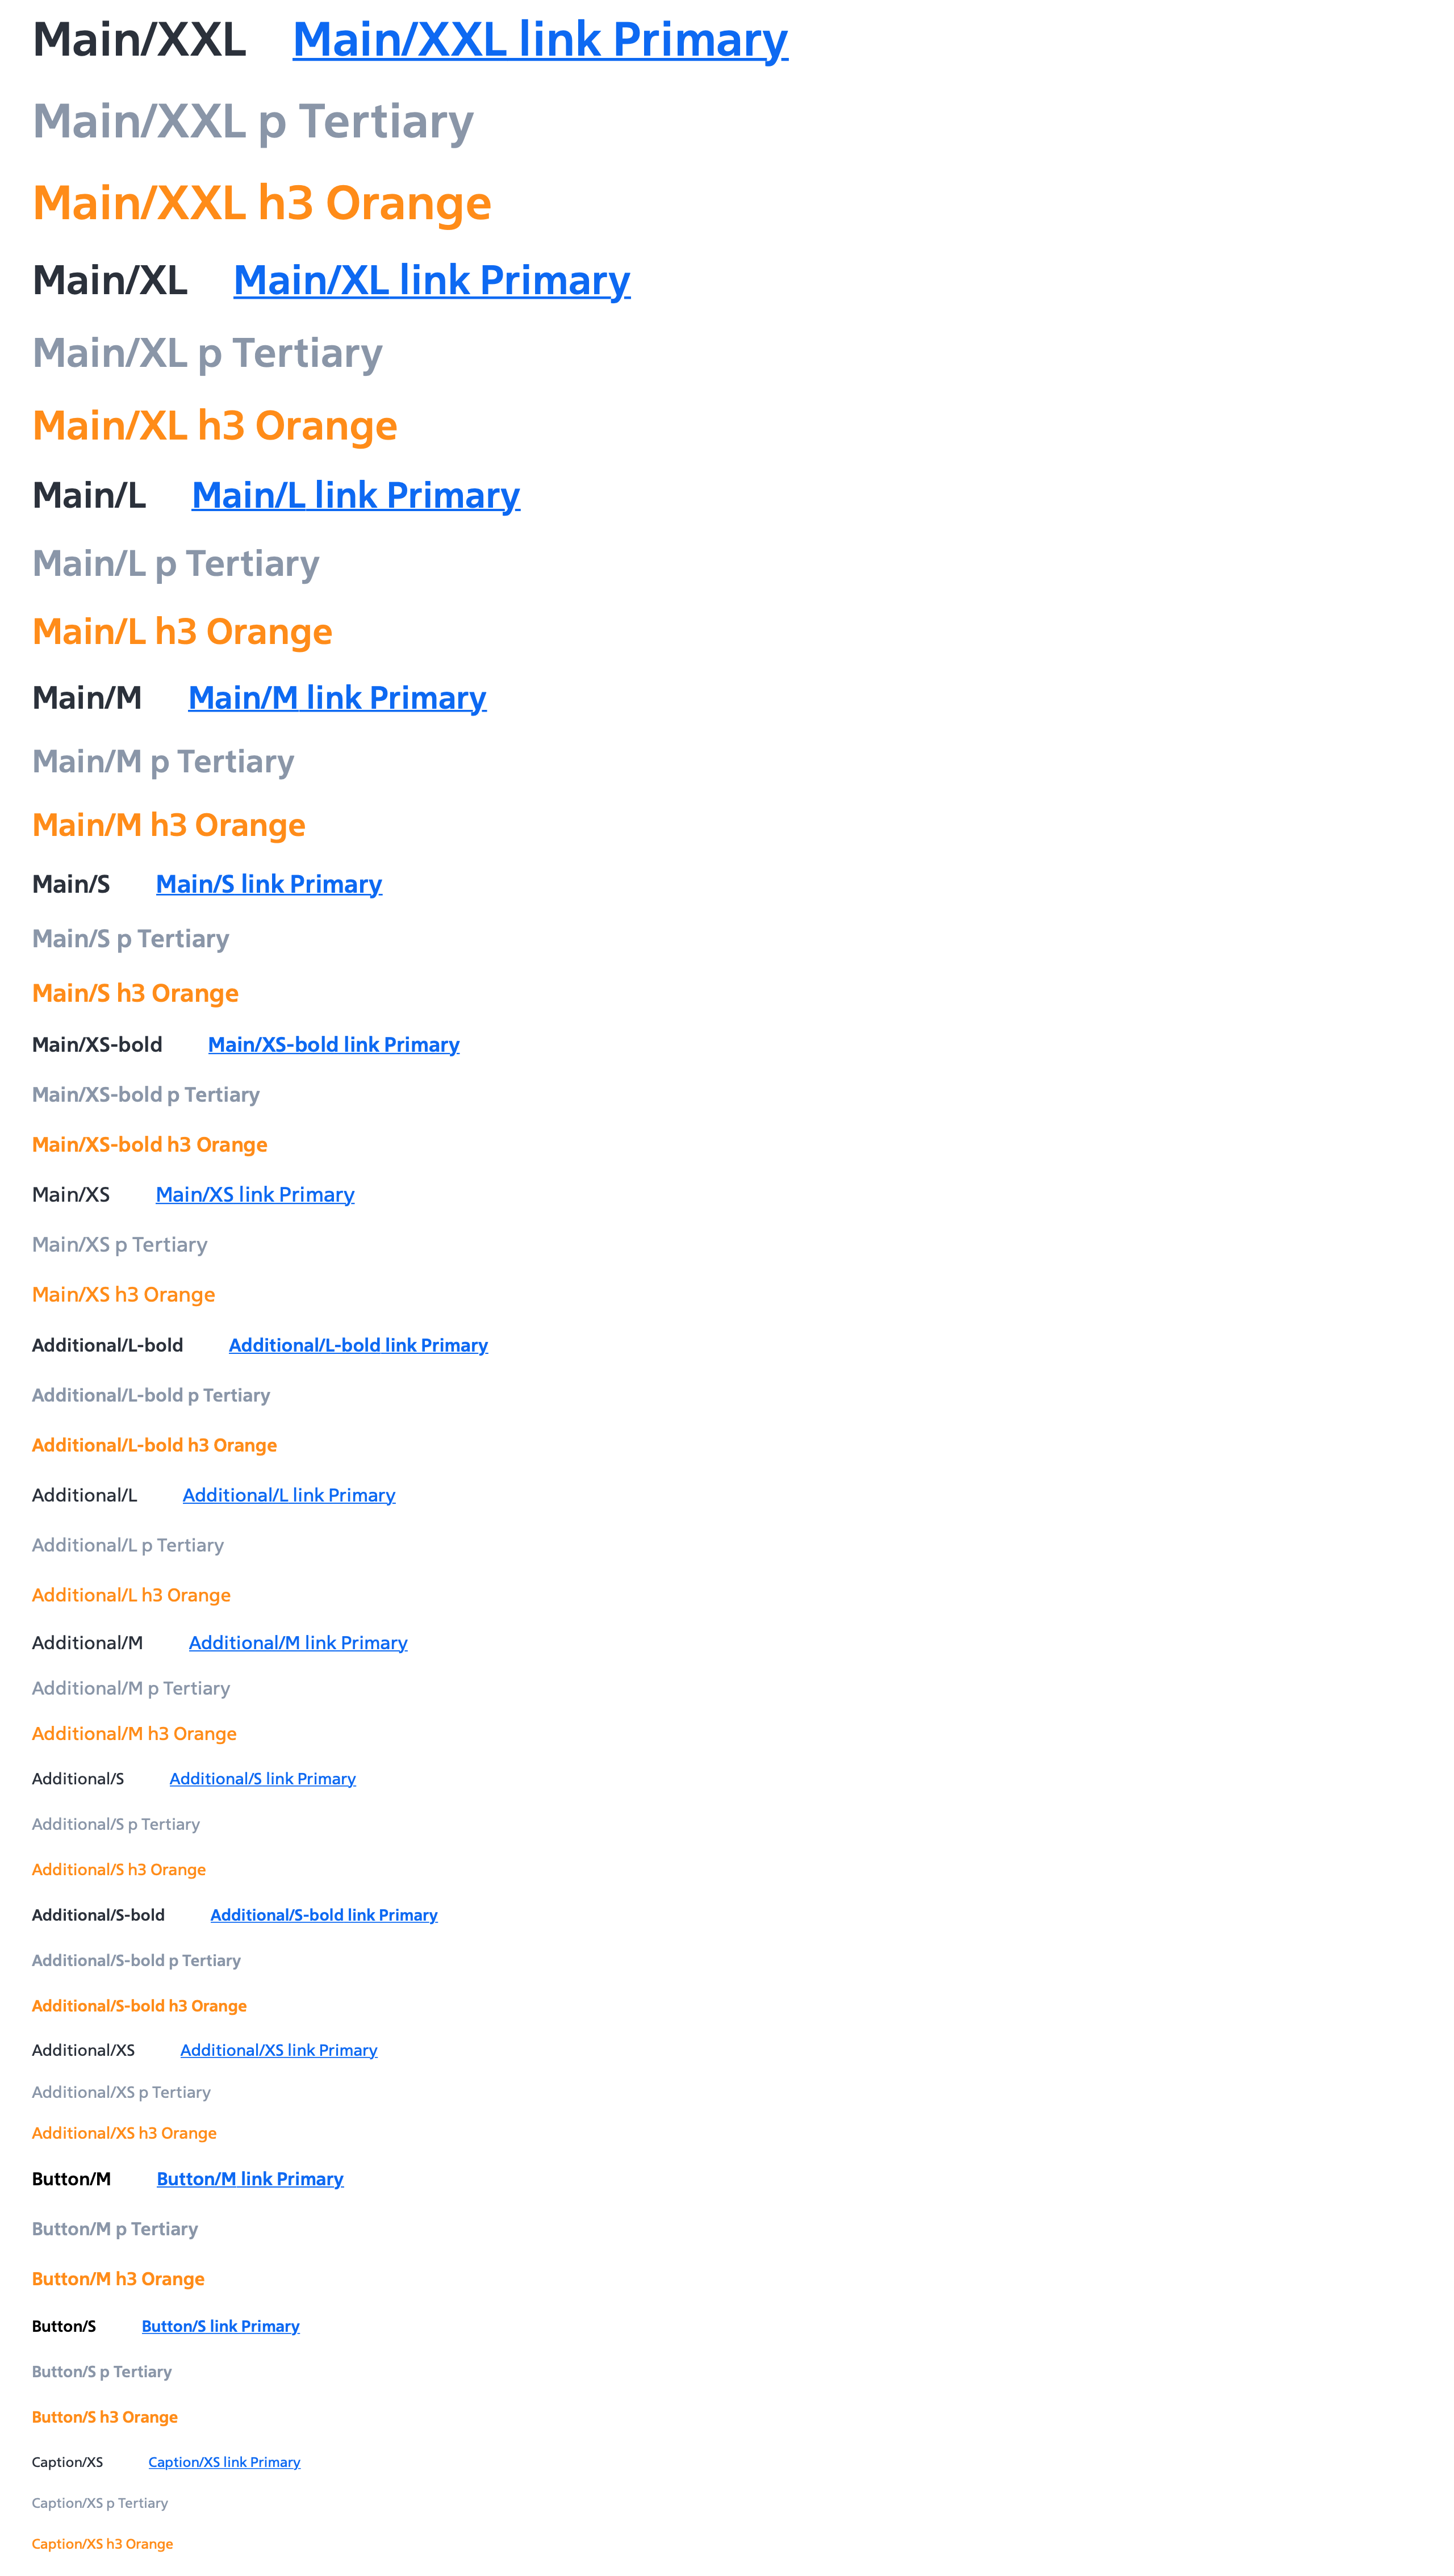 Main/XXL Main/XXL link Primary
Main/XXL p Tertiary
Main/XXL h3 Orange
Main/XL Main/XL link Primary
Main/XL p Tertiary
Main/XL h3 Orange
Main/L Main/L link Primary
Main/L p Tertiary
Main/L h3 Orange
Main/M Main/M link Primary
Main/M p Tertiary
Main/M h3 Orange
Main/S Main/S link Primary
Main/S p Tertiary
Main/S h3 Orange
Main/XS-bold Main/XS-bold link Primary
Main/XS-bold p Tertiary
Main/XS-bold h3 Orange
Main/XS Main/XS link Primary
Main/XS p Tertiary
Main/XS h3 Orange
Additional/L-bold Additional/L-bold link Primary
Additional/L-bold p Tertiary
Additional/L-bold h3 Orange
Additional/L Additional/L link Primary
Additional/L p Tertiary
Additional/L h3 Orange
Additional/M Additional/M link Primary
Additional/M p Tertiary
Additional/M h3 Orange
Additional/S Additional/S link Primary
Additional/S p Tertiary
Additional/S h3 Orange
Additional/S-bold Additional/S-bold link Primary
Additional/S-bold p Tertiary
Additional/S-bold h3 Orange
Additional/XS Additional/XS link Primary
Additional/XS p Tertiary
Additional/XS h3 Orange
Button/M Button/M link Primary
Button/M p Tertiary
Button/M h3 Orange
Button/S Button/S link Primary
Button/S p Tertiary
Button/S h3 Orange
Caption/XS Caption/XS link Primary
Caption/XS p Tertiary
Caption/XS h3 Orange